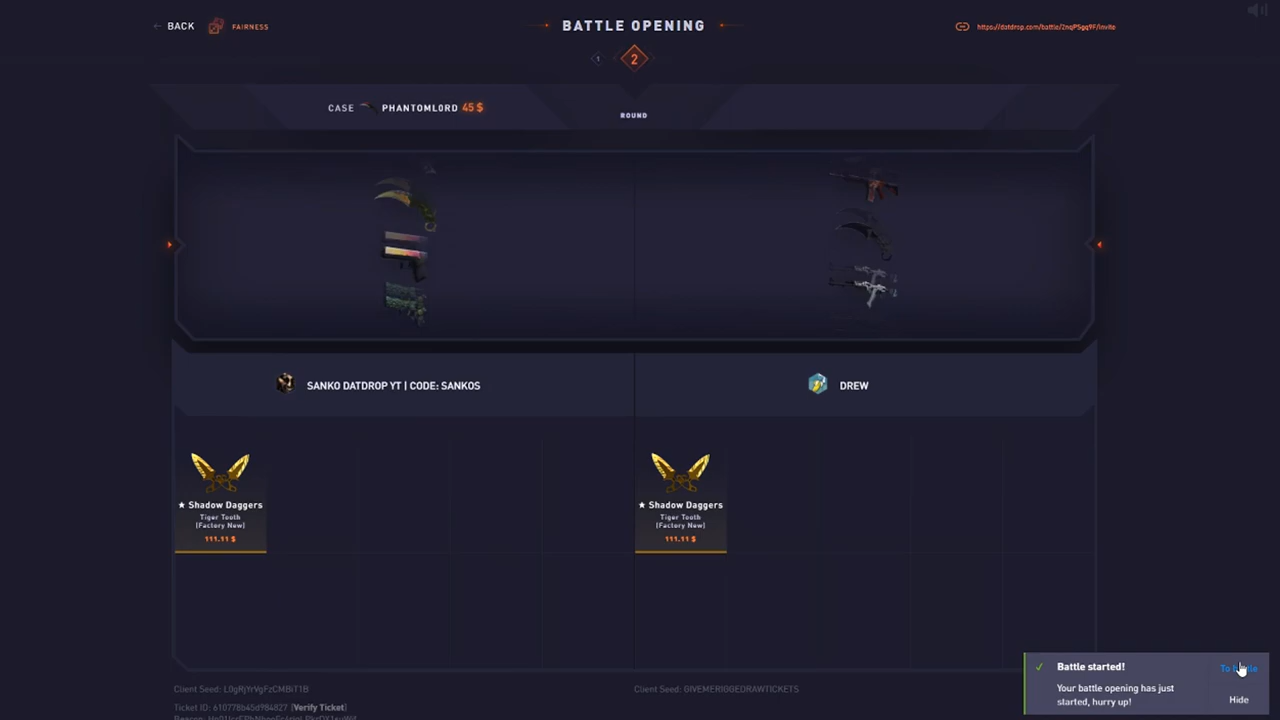 ← BACK
FAIRNESS
BATTLE OPENING
https://datdrop.com/battle/2nqPSgq9F/invite
1
2
CASE PHANTOML0RD 45 $
ROUND
SANKO DATDROP YT | CODE: SANKOS
DREW
★ Shadow Daggers
Tiger Tooth
(Factory New)
111.11 $
★ Shadow Daggers
Tiger Tooth
(Factory New)
111.11 $
Battle started!
To
Your battle opening has just
started, hurry up!
Hide
Client Seed: L0gRjYrVgFzCMBiT1B
Client Seed: GIVEMERIGGEDRAWTICKETS
Ticket ID: 610778b45d984827 (Verify Ticket)